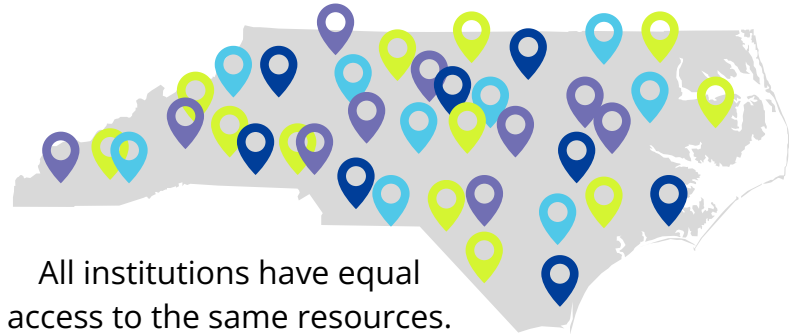 All institutions have equal
access to the same resources.